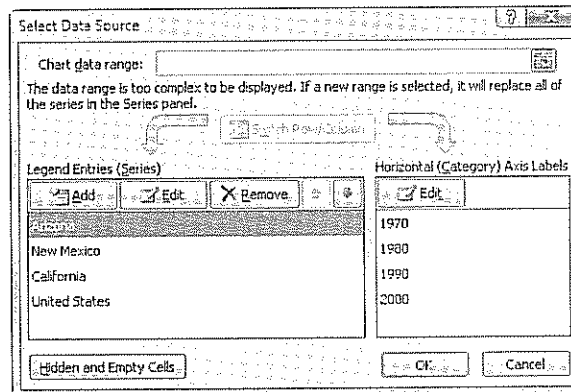 Select Data Source
Chart data range:
The data range is too complex to be displayed. If a new range is selected, it will replace all of
the series in the Series panel.
Switch Row/Column
Legend Entries (Series)
Horizontal (Category) Axis Labels
Add Edit Remove
Edit
Arizona
1970
New Mexico
1980
California
1990
United States
2000
Hidden and Empty Cells
OK
Cancel